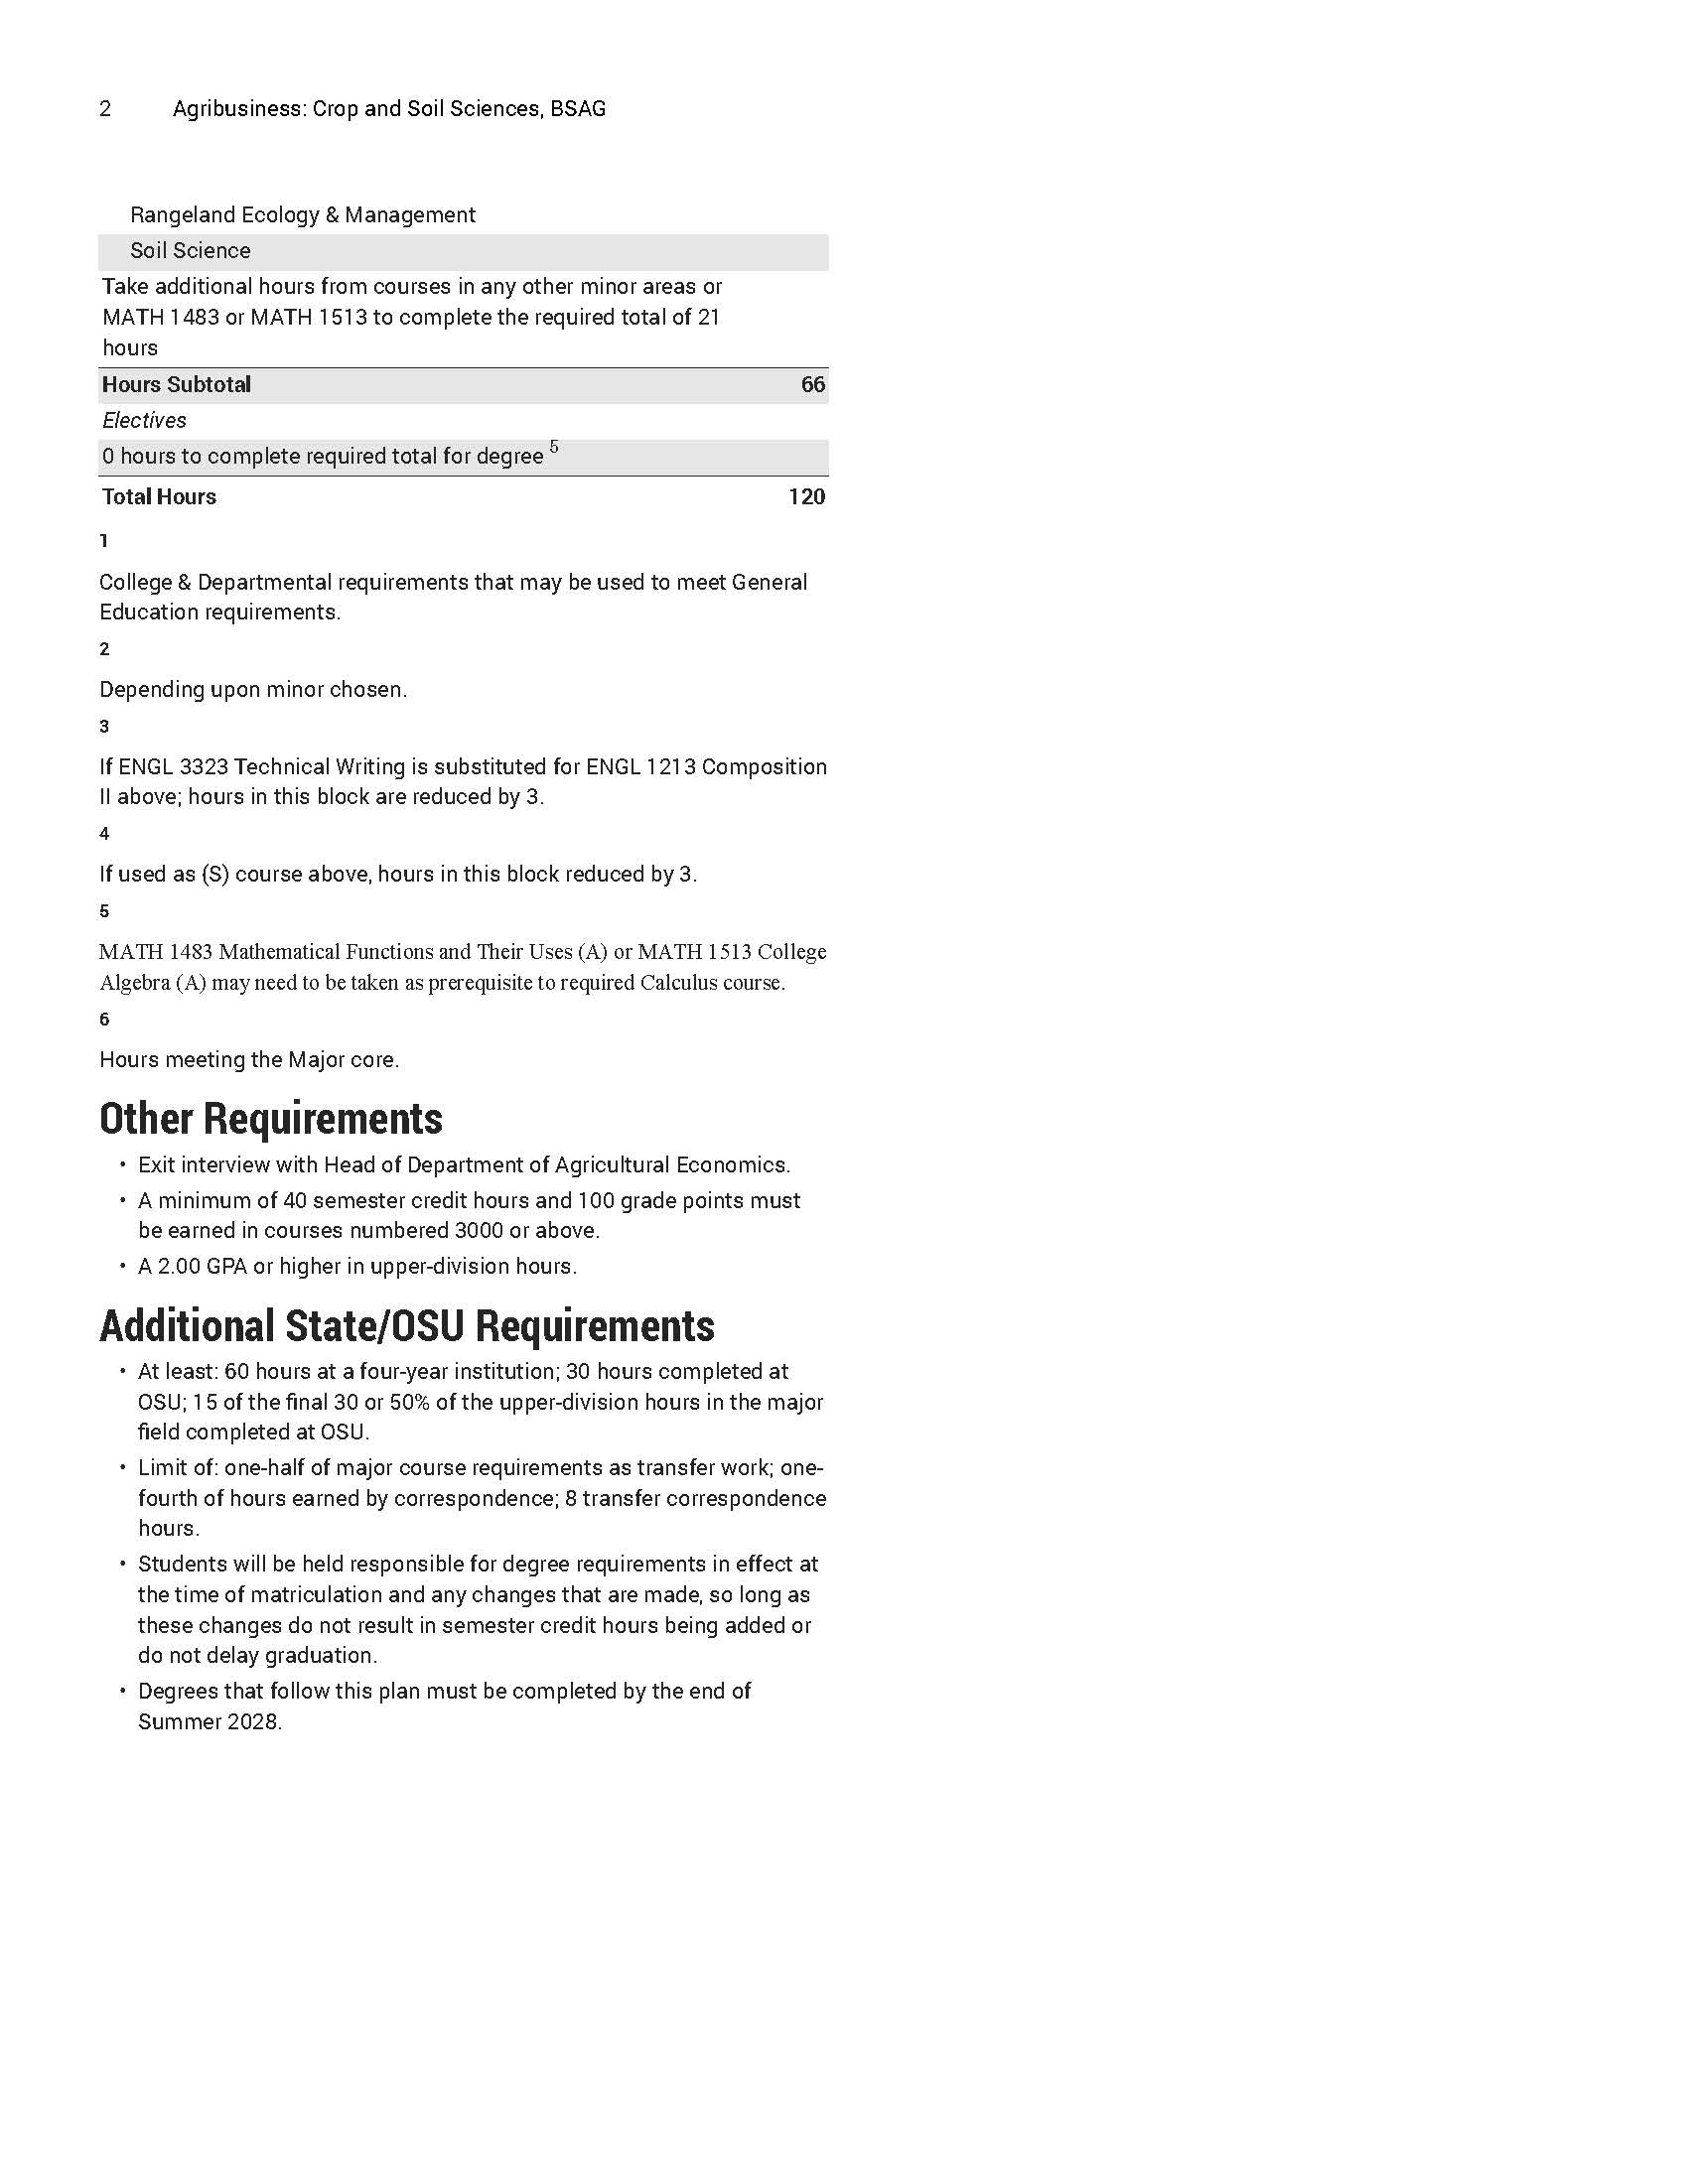 2 Agribusiness: Crop and Soil Sciences, BSAG
Rangeland Ecology & Management
Soil Science
Take additional hours from courses in any other minor areas or
MATH 1483 or MATH 1513 to complete the required total of 21
hours
Hours Subtotal 66
Electives
0 hours to complete required total for degree 5
Total Hours 120
1
College & Departmental requirements that may be used to meet General
Education requirements.
2
Depending upon minor chosen.
3
If ENGL 3323 Technical Writing is substituted for ENGL 1213 Composition
II above; hours in this block are reduced by 3.
4
If used as (S) course above, hours in this block reduced by 3.
5
MATH 1483 Mathematical Functions and Their Uses (A) or MATH 1513 College
Algebra (A) may need to be taken as prerequisite to required Calculus course.
6
Hours meeting the Major core.
Other Requirements
• Exit interview with Head of Department of Agricultural Economics.
• A minimum of 40 semester credit hours and 100 grade points must
be earned in courses numbered 3000 or above.
• A 2.00 GPA or higher in upper-division hours.
Additional State/OSU Requirements
• At least: 60 hours at a four-year institution; 30 hours completed at
OSU; 15 of the final 30 or 50% of the upper-division hours in the major
field completed at OSU.
• Limit of: one-half of major course requirements as transfer work; one-
fourth of hours earned by correspondence; 8 transfer correspondence
hours.
• Students will be held responsible for degree requirements in effect at
the time of matriculation and any changes that are made, so long as
these changes do not result in semester credit hours being added or
do not delay graduation.
• Degrees that follow this plan must be completed by the end of
Summer 2028.